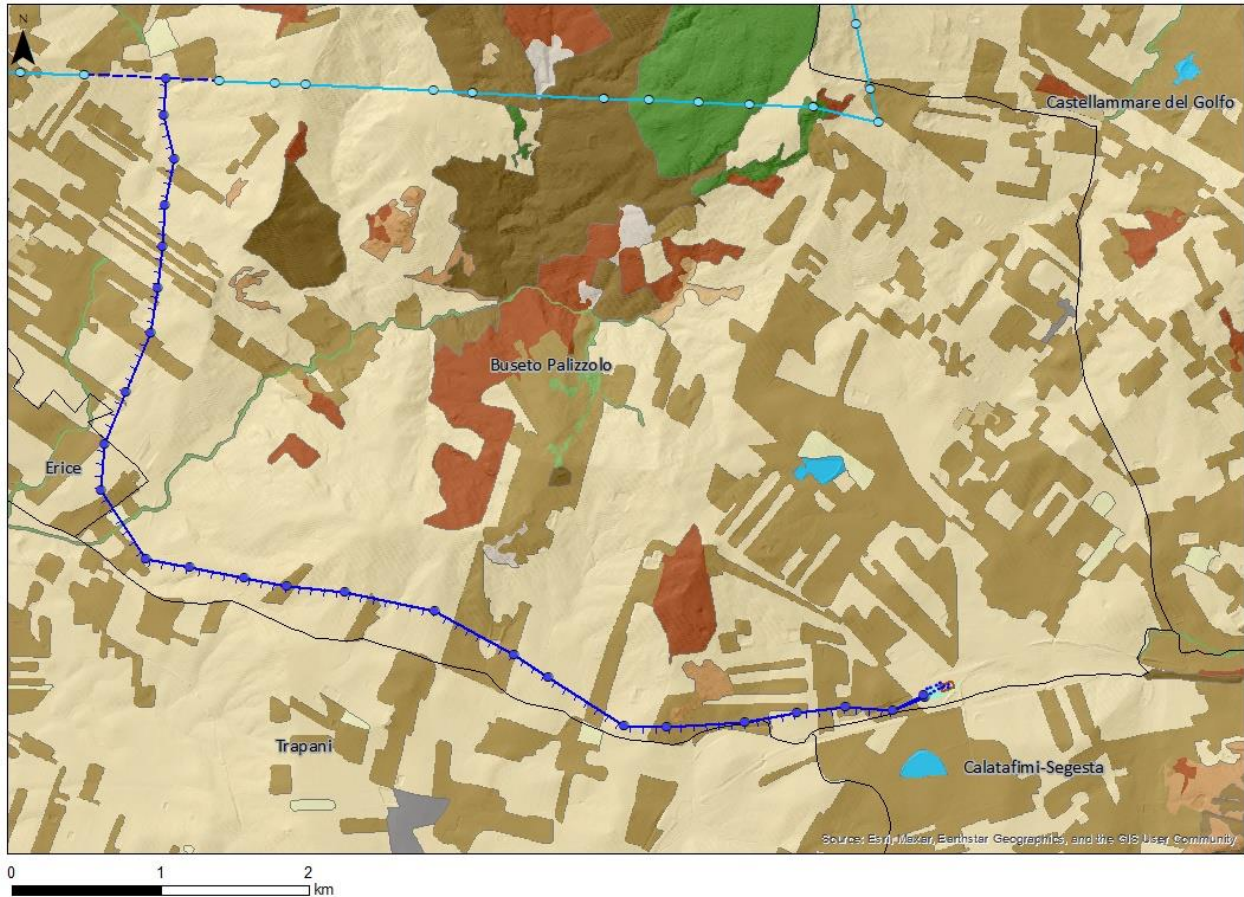 N
Castellammare del Golfo
Buseto Palizzolo
Erice
Trapani
Calatafimi-Segesta
Source: Esri, Maxar, Earthstar Geographics, and the GIS User Community
0 1 2
km